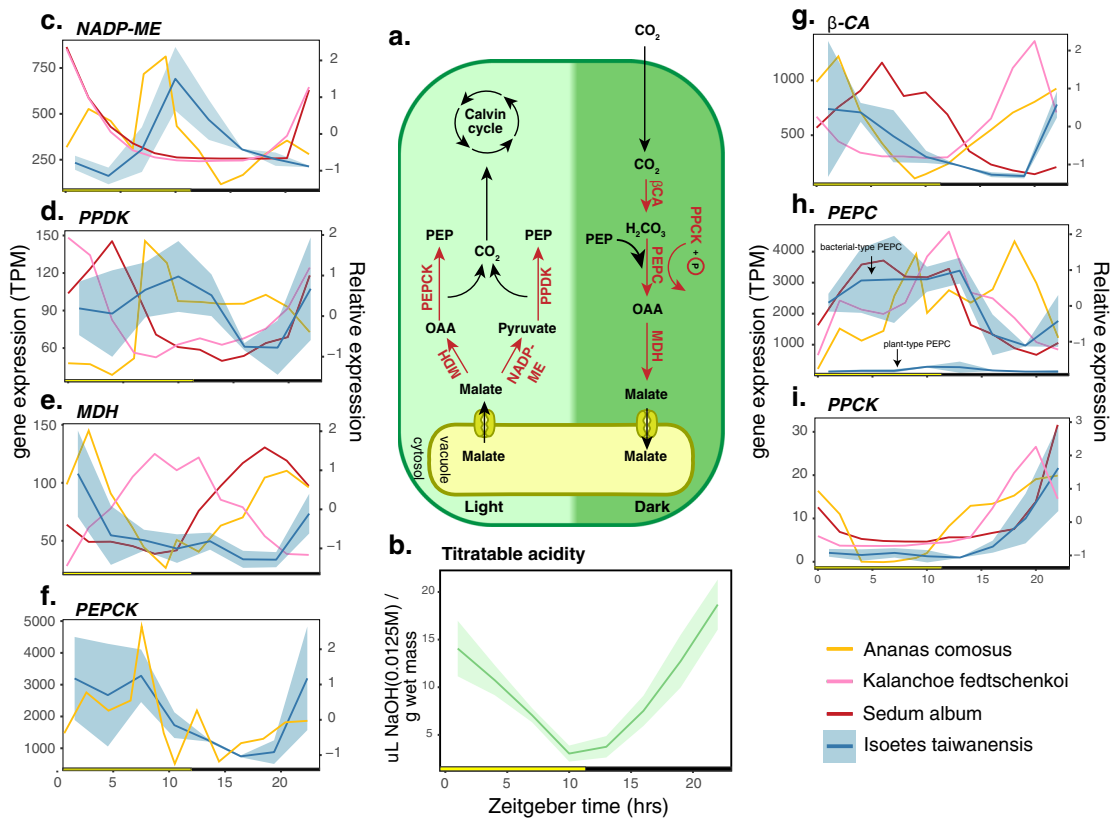 c. NADP-ME
750
500
250
2
1
0
−1
d. PPDK
150
120
90
60
2
1
0
−1
e. MDH
150
100
50
2
1
0
−1
f. PEPCK
5000
4000
3000
2000
1000
2
1
0
−1
0 5 10 15 20
gene expression (TPM)
Relative expression
a.
CO2
Calvin
cycle
CO2
βCA
H2CO3
PEP
PPCK + P
PEPC
OAA
MDH
Malate
Malate
PEP
PEP
CO2
PEPCK
PPDK
OAA
Pyruvate
MDH
NADP-
ME
Malate
Malate
cytosol
vacuole
Light
Dark
b. Titratable acidity
uL NaOH(0.0125M) /
g wet mass
20
15
10
5
0 5 10 15 20
Zeitgeber time (hrs)
g. β-CA
1000
500
2
1
0
−1
h. PEPC
4000
3000
2000
1000
bacterial-type PEPC
plant-type PEPC
2
1
0
−1
i. PPCK
30
20
10
0
3
2
1
0
−1
0 5 10 15 20
gene expression (TPM)
Relative expression
Ananas comosus
Kalanchoe fedtschenkoi
Sedum album
Isoetes taiwanensis